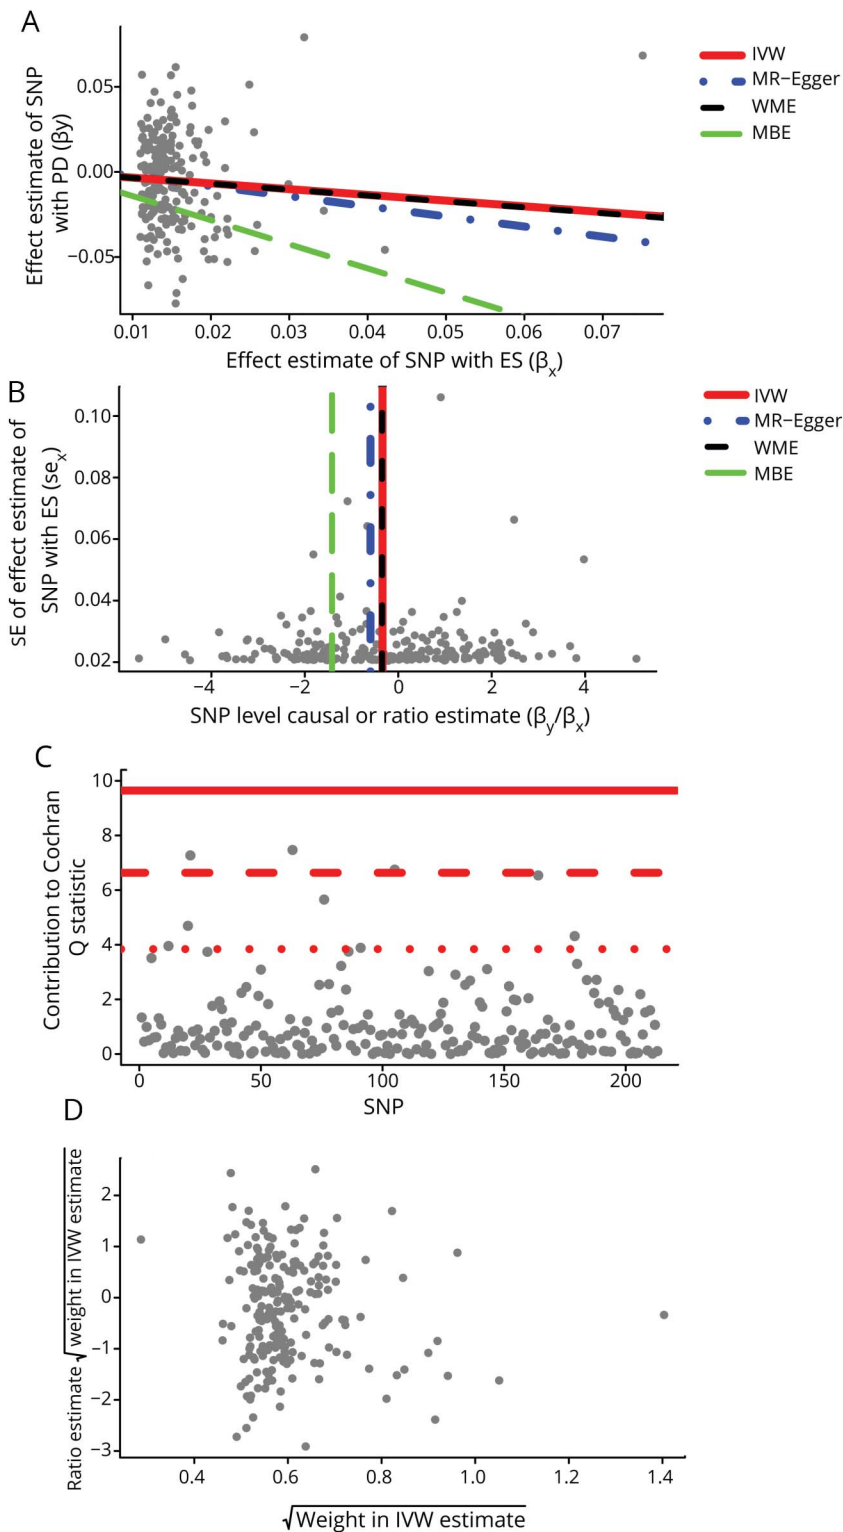 A
Effect estimate of SNP
with PD (βy)
0.05
0.00
−0.05
0.01 0.02 0.03 0.04 0.05 0.06 0.07
Effect estimate of SNP with ES (βx)
IVW
MR−Egger
WME
MBE
B
sE of effect estimate of
SNP with ES (sex)
0.10
0.08
0.06
0.04
0.02
−4 −2 0 2 4
SNP level causal or ratio estimate (βy/βx)
IVW
MR−Egger
WME
MBE
C
Contribution to Cochran
Q statistic
10
8
6
4
2
0
0 50 100 150 200
SNP
D
Ratio estimate √weight in IVW estimate
2
1
0
−1
−2
−3
0.4 0.6 0.8 1.0 1.2 1.4
√Weight in IVW estimate